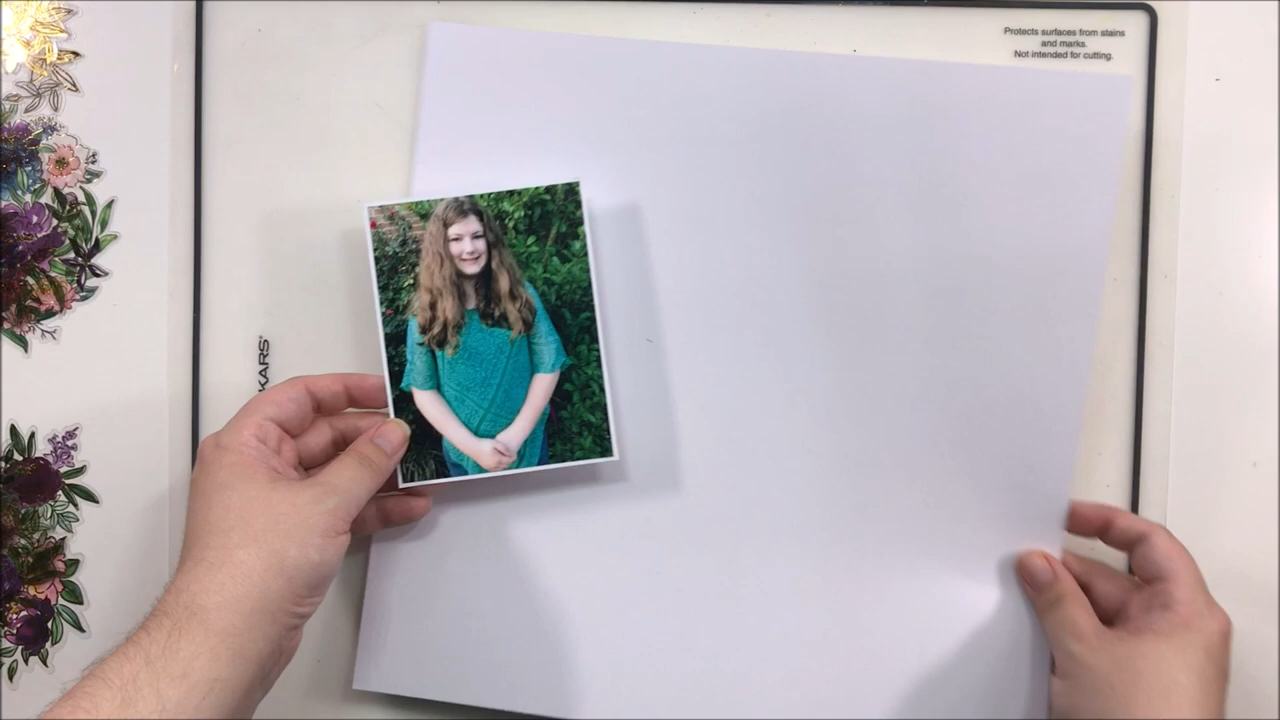 Protects surfaces from stains
and marks.
Not intended for cutting.
KARS®